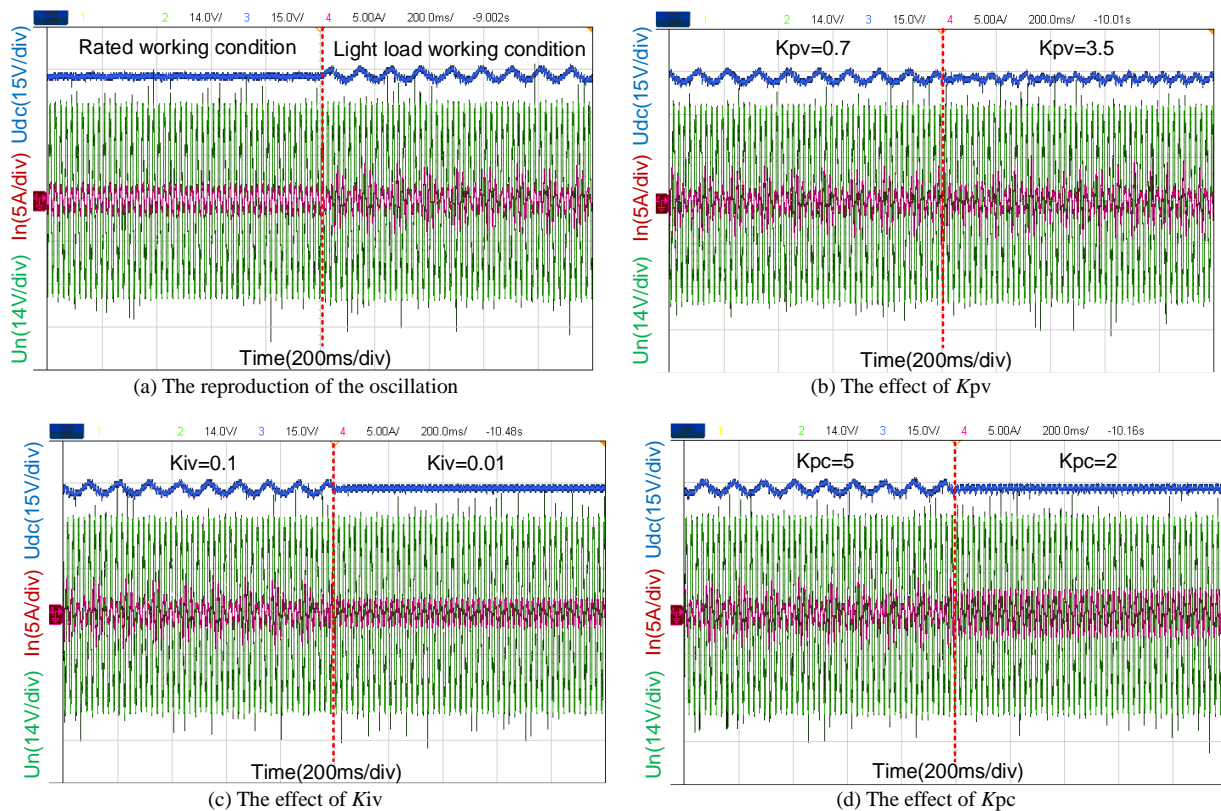 1 2 14.0V/ 3 15.0V/ 4 5.00A/ 200.0ms/ -9.002s
Rated working condition
Light load working condition
Udc(15V/div)
In(5A/div)
Un(14V/div)
Time(200ms/div)
(a) The reproduction of the oscillation
1 2 14.0V/ 3 15.0V/ 4 5.00A/ 200.0ms/ -10.01s
Kpv=0.7
Kpv=3.5
Udc(15V/div)
In(5A/div)
Un(14V/div)
Time(200ms/div)
(b) The effect of Kpv
1 2 14.0V/ 3 15.0V/ 4 5.00A/ 200.0ms/ -10.48s
Kiv=0.1
Kiv=0.01
Udc(15V/div)
In(5A/div)
Un(14V/div)
Time(200ms/div)
(c) The effect of Kiv
1 2 14.0V/ 3 15.0V/ 4 5.00A/ 200.0ms/ -10.16s
Kpc=5
Kpc=2
Udc(15V/div)
In(5A/div)
Un(14V/div)
Time(200ms/div)
(d) The effect of Kpc